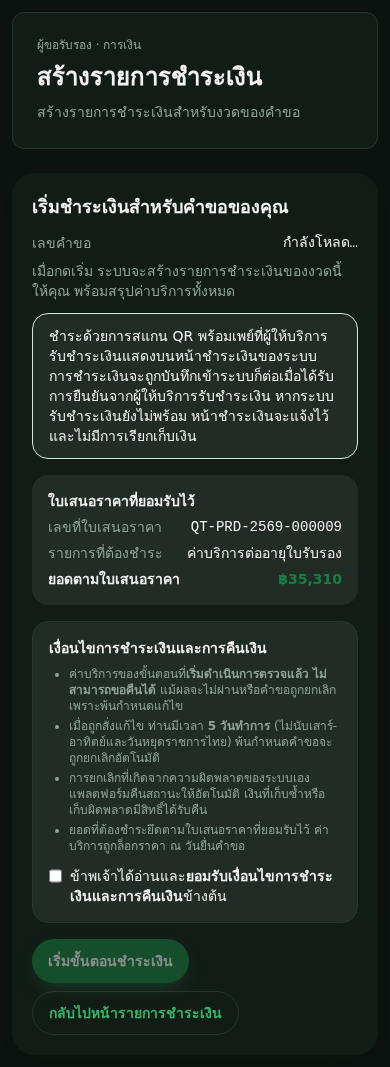 ผู้ขอรับรอง · การเงิน
สร้างรายการชำระเงิน
สร้างรายการชำระเงินสำหรับงวดของคำขอ
เริ่มชำระเงินสำหรับคำขอของคุณ
เลขคำขอ กำลังโหลด…
เมื่อกดเริ่ม ระบบจะสร้างรายการชำระเงินของงวดนี้
ให้คุณ พร้อมสรุปค่าบริการทั้งหมด
ชำระด้วยการสแกน QR พร้อมเพย์ที่ผู้ให้บริการ
รับชำระเงินแสดงบนหน้าชำระเงินของระบบ
การชำระเงินจะถูกบันทึกเข้าระบบก็ต่อเมื่อได้รับ
การยืนยันจากผู้ให้บริการรับชำระเงิน หากระบบ
รับชำระเงินยังไม่พร้อม หน้าชำระเงินจะแจ้งไว้
และไม่มีการเรียกเก็บเงิน
ใบเสนอราคาที่ยอมรับไว้
เลขที่ใบเสนอราคา QT-PRD-2569-000009
รายการที่ต้องชำระ ค่าบริการต่ออายุใบรับรอง
ยอดตามใบเสนอราคา ฿35,310
เงื่อนไขการชำระเงินและการคืนเงิน
• ค่าบริการของขั้นตอนที่เริ่มดำเนินการตรวจแล้ว ไม่
สามารถขอคืนได้ แม้ผลจะไม่ผ่านหรือคำขอถูกยกเลิก
เพราะพ้นกำหนดแก้ไข
• เมื่อถูกสั่งแก้ไข ท่านมีเวลา 5 วันทำการ (ไม่นับเสาร์-
อาทิตย์และวันหยุดราชการไทย) พ้นกำหนดคำขอจะ
ถูกยกเลิกอัตโนมัติ
• การยกเลิกที่เกิดจากความผิดพลาดของระบบเอง
แพลตฟอร์มคืนสถานะให้อัตโนมัติ เงินที่เก็บซ้ำหรือ
เก็บผิดพลาดมีสิทธิ์ได้รับคืน
• ยอดที่ต้องชำระยึดตามใบเสนอราคาที่ยอมรับไว้ ค่า
บริการถูกล็อกราคา ณ วันยื่นคำขอ
ข้าพเจ้าได้อ่านและยอมรับเงื่อนไขการชำระ
เงินและการคืนเงินข้างต้น
เริ่มขั้นตอนชำระเงิน
กลับไปหน้ารายการชำระเงิน